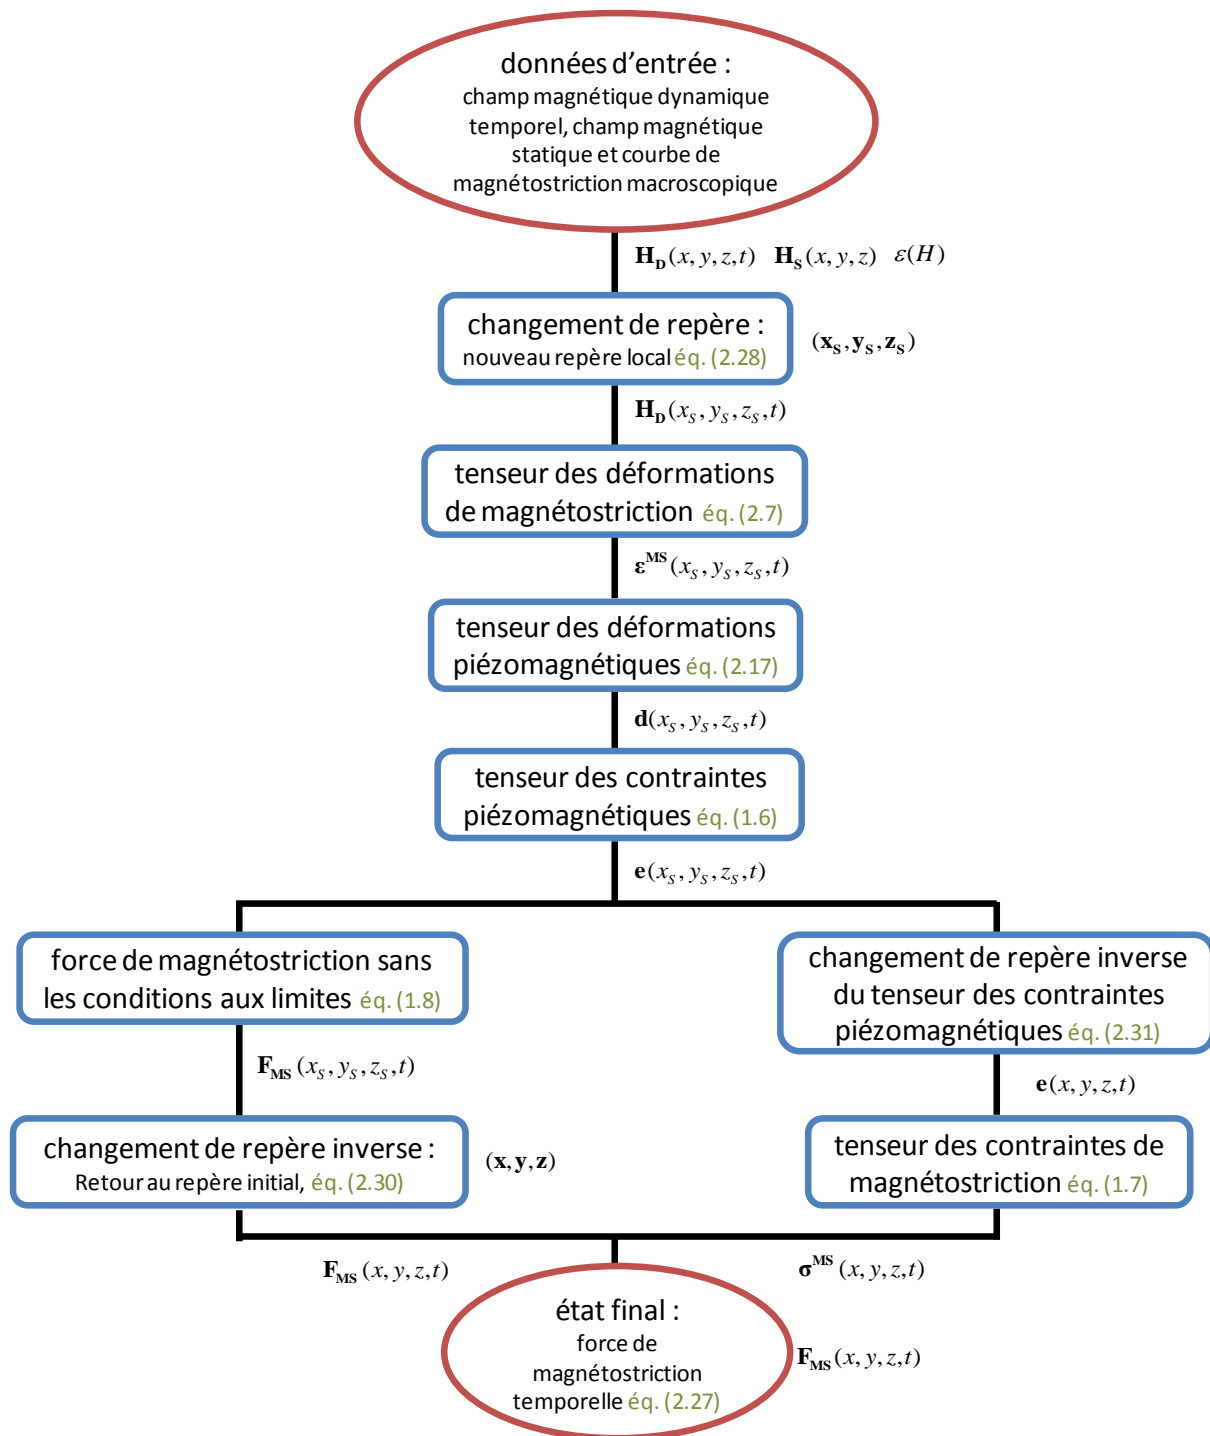 données d'entrée :
champ magnétique dynamique
temporel, champ magnétique
statique et courbe de
magnétostriction macroscopique
H_D(x, y, z,t) H_S(x, y, z) ε(H)
changement de repère :
nouveau repère local éq. (2.28)
(x_S, y_S, z_S)
H_D(x_S, y_S, z_S,t)
tenseur des déformations
de magnétostriction éq. (2.7)
ε^MS(x_S, y_S, z_S,t)
tenseur des déformations
piézomagnétiques éq. (2.17)
d(x_S, y_S, z_S,t)
tenseur des contraintes
piézomagnétiques éq. (1.6)
e(x_S, y_S, z_S,t)
force de magnétostriction sans
les conditions aux limites éq. (1.8)
F_MS(x_S, y_S, z_S,t)
changement de repère inverse :
Retour au repère initial, éq. (2.30)
(x, y, z)
changement de repère inverse
du tenseur des contraintes
piézomagnétiques éq. (2.31)
e(x, y, z,t)
tenseur des contraintes de
magnétostriction éq. (1.7)
F_MS(x, y, z,t)
σ^MS(x, y, z,t)
état final :
force de
magnétostriction
temporelle éq. (2.27)
F_MS(x, y, z,t)